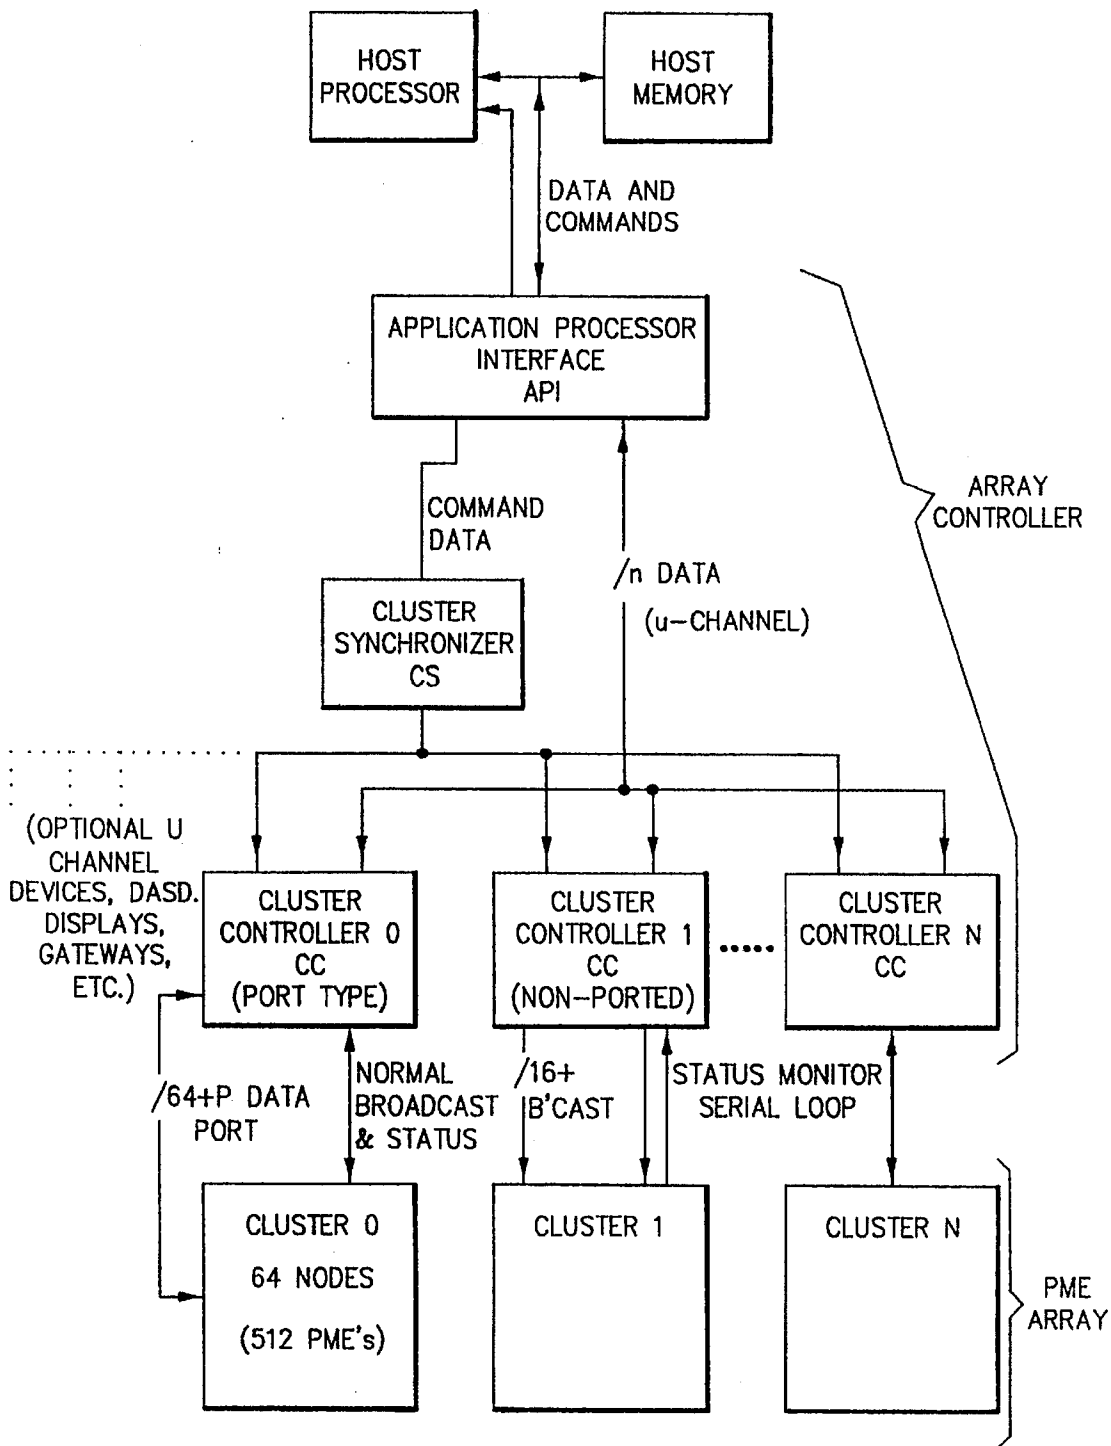 HOST
PROCESSOR
HOST
MEMORY
DATA AND
COMMANDS
APPLICATION PROCESSOR
INTERFACE
API
ARRAY
CONTROLLER
COMMAND
DATA
/n DATA
(u-CHANNEL)
CLUSTER
SYNCHRONIZER
CS
(OPTIONAL U
CHANNEL
DEVICES, DASD.
DISPLAYS,
GATEWAYS,
ETC.)
CLUSTER
CONTROLLER 0
CC
(PORT TYPE)
CLUSTER
CONTROLLER 1
CC
(NON-PORTED)
CLUSTER
CONTROLLER N
CC
/64+P DATA
PORT
NORMAL
BROADCAST
& STATUS
/16+
B'CAST
STATUS MONITOR
SERIAL LOOP
CLUSTER 0
64 NODES
(512 PME's)
CLUSTER 1
CLUSTER N
PME
ARRAY